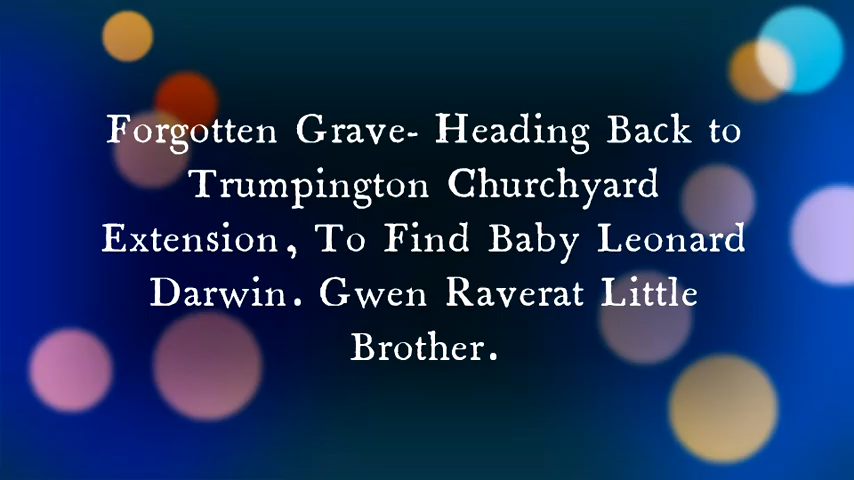 Forgotten Grave- Heading Back to
Trumpington Churchyard
Extension, To Find Baby Leonard
Darwin. Gwen Raverat Little
Brother.